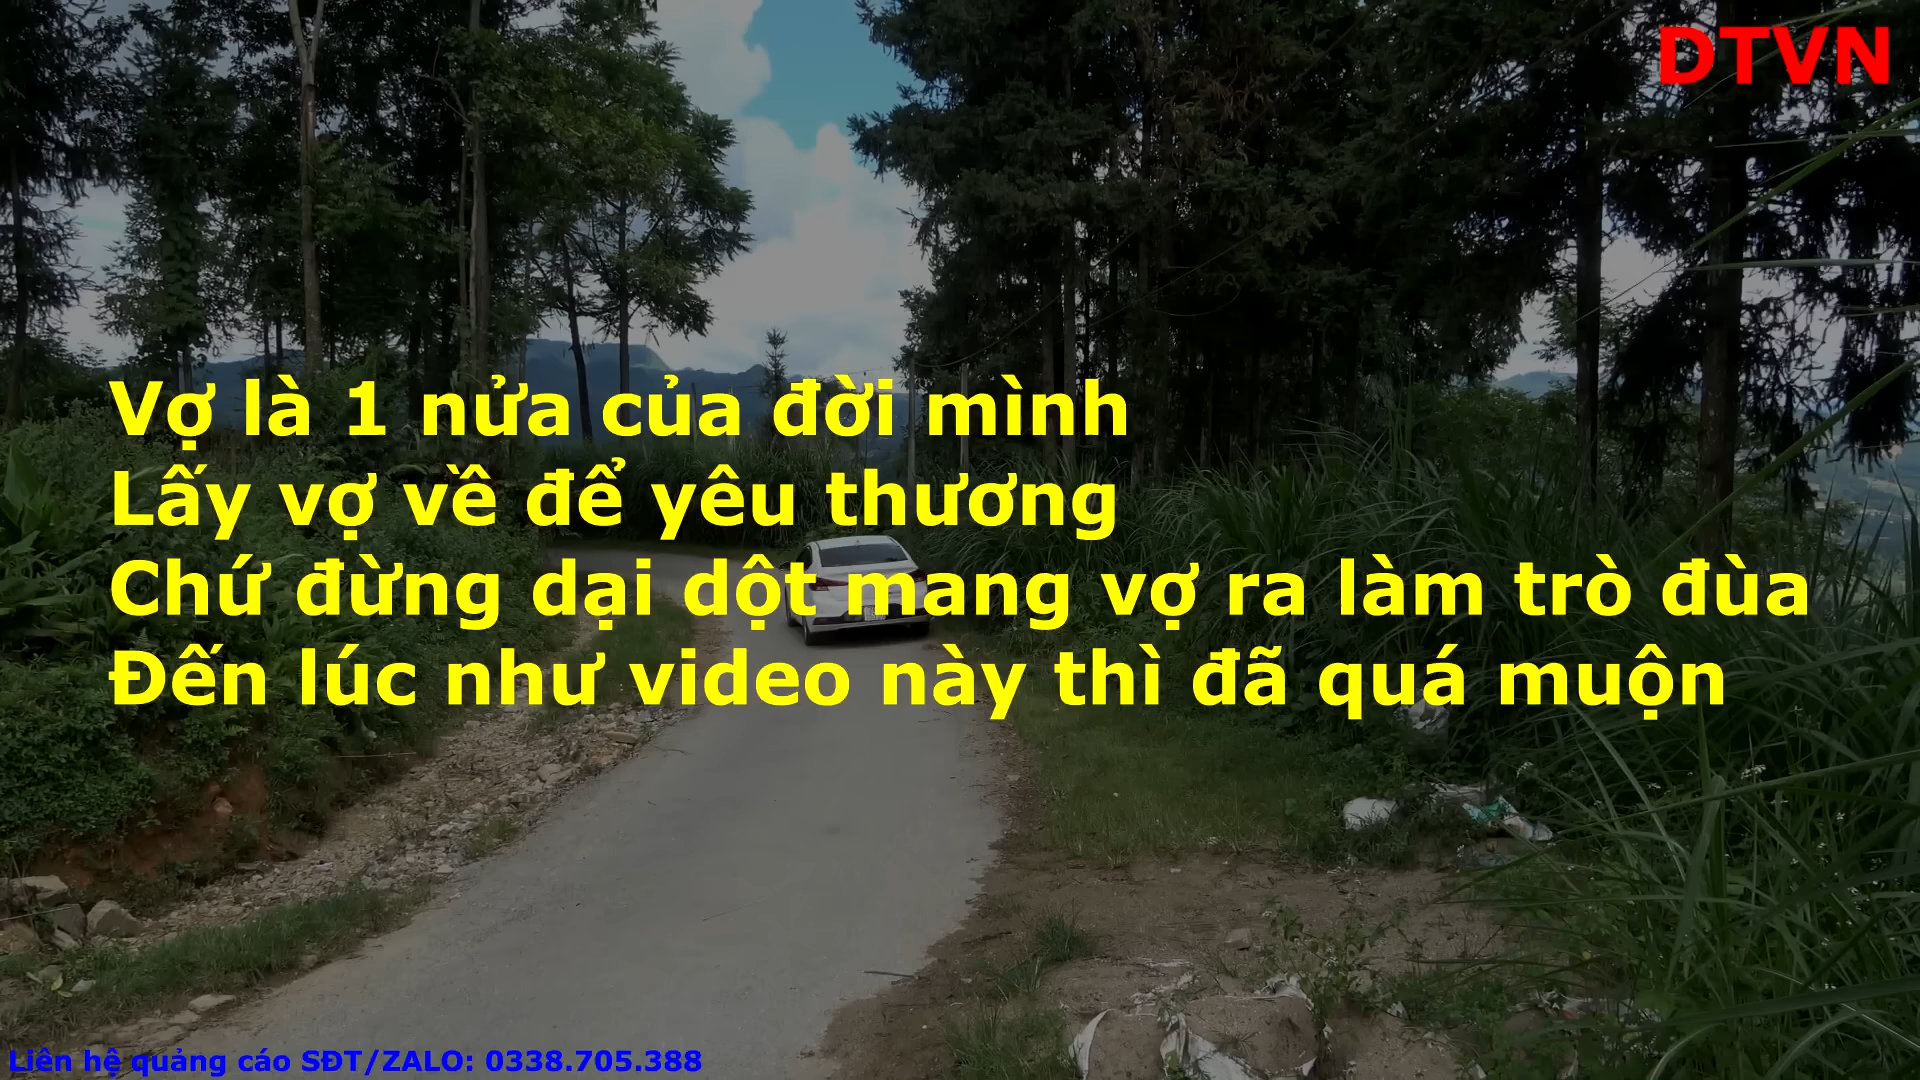 DTVN
Vợ là 1 nửa của đời mình
Lấy vợ về để yêu thương
Chứ đừng dại dột mang vợ ra làm trò đùa
Đến lúc như video này thì đã quá muộn
Liên hệ quảng cáo SĐT/ZALO: 0338.705.388